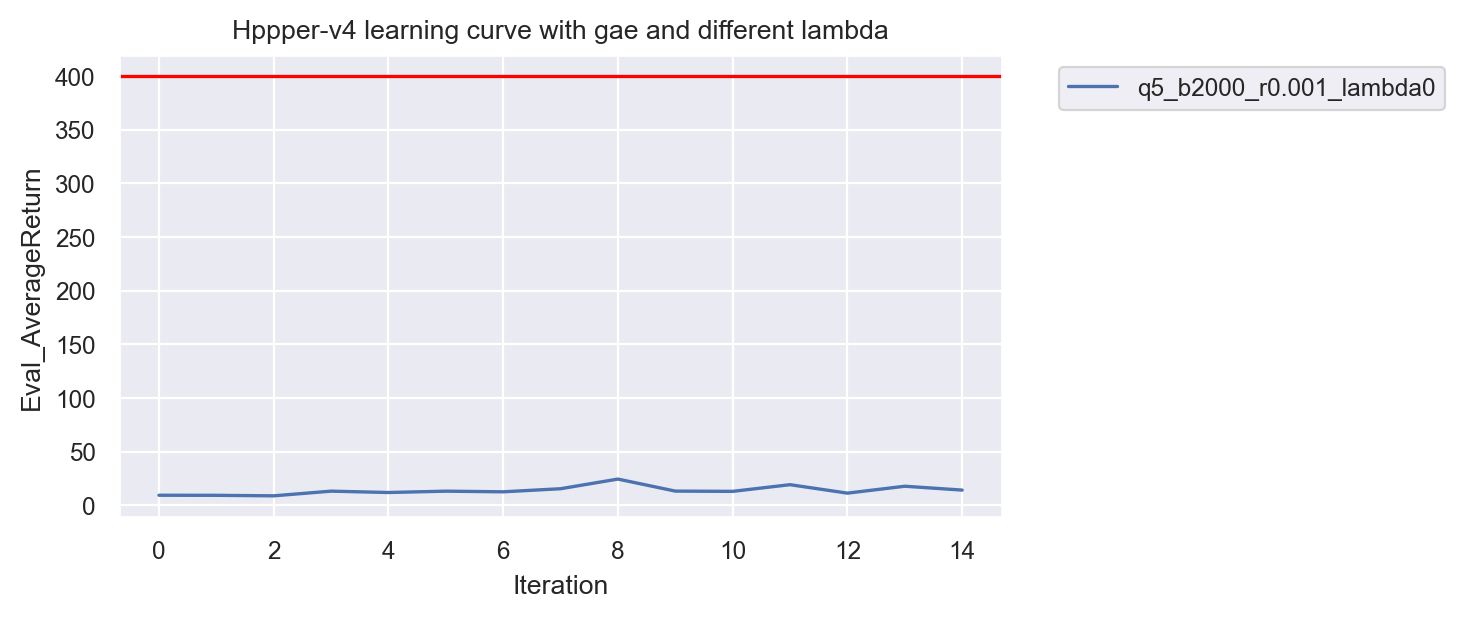 Hppper-v4 learning curve with gae and different lambda
400
350
300
250
200
150
100
50
0
Eval_AverageReturn
0 2 4 6 8 10 12 14
Iteration
q5_b2000_r0.001_lambda0